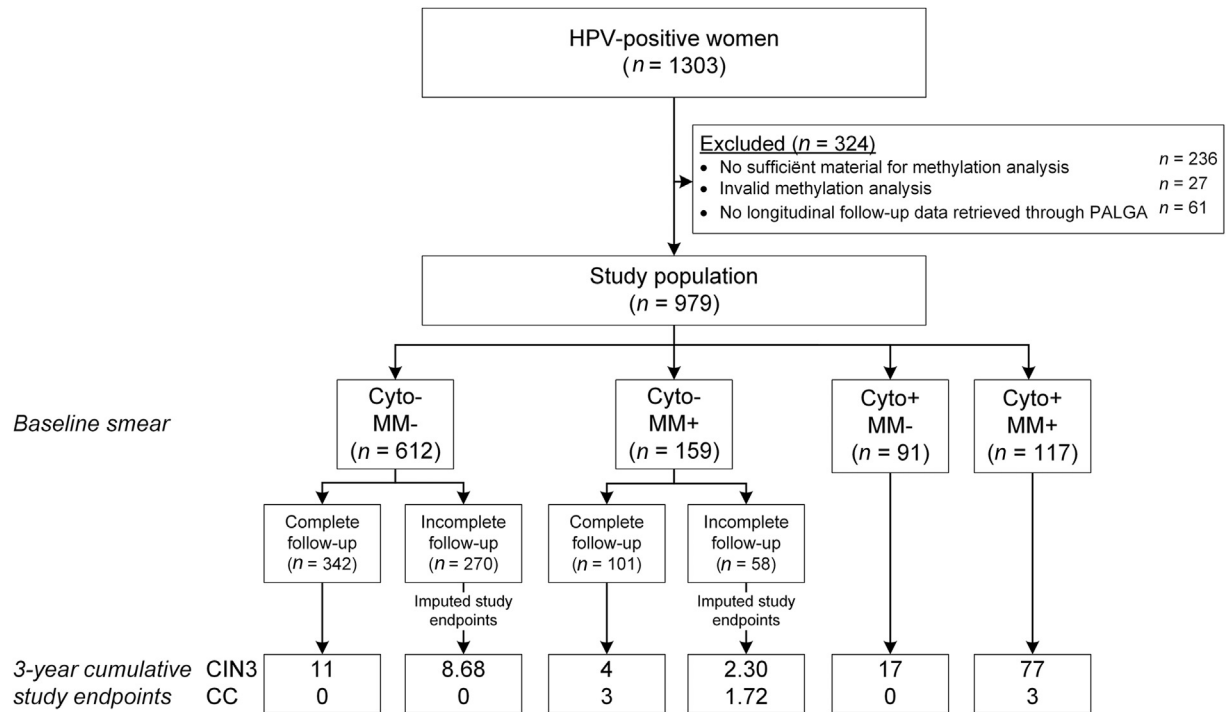 HPV-positive women
(n = 1303)
Excluded (n = 324)
• No sufficiënt material for methylation analysis n = 236
• Invalid methylation analysis n = 27
• No longitudinal follow-up data retrieved through PALGA n = 61
Study population
(n = 979)
Baseline smear
Cyto-
MM-
(n = 612)
Cyto-
MM+
(n = 159)
Cyto+
MM-
(n = 91)
Cyto+
MM+
(n = 117)
Complete
follow-up
(n = 342)
Incomplete
follow-up
(n = 270)
Complete
follow-up
(n = 101)
Incomplete
follow-up
(n = 58)
Imputed study
endpoints
Imputed study
endpoints
3-year cumulative CIN3 11 8.68 4 2.30 17 77
study endpoints CC 0 0 3 1.72 0 3